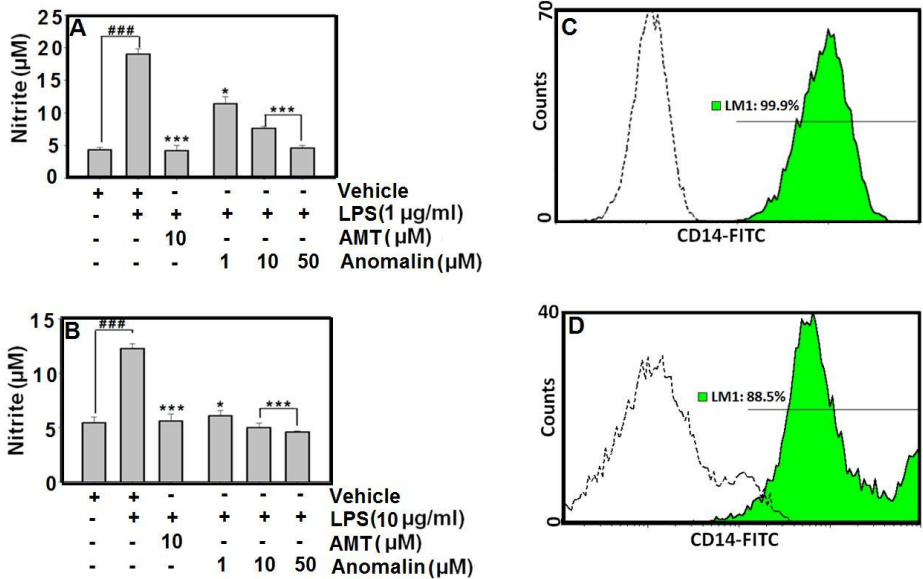 A
Nitrite (µM)
25
20
15
10
5
0
###
***
*
***
+ + - - - - Vehicle
- + + + + + LPS(1 µg/ml)
- - 10 - - - AMT (µM)
- - - 1 10 50 Anomalin (µM)
B
Nitrite (µM)
15
10
5
0
###
***
*
***
+ + - - - - Vehicle
- + + + + + LPS(10 µg/ml)
- - 10 - - - AMT (µM)
- - - 1 10 50 Anomalin (µM)
C
70
Counts
0
LM1: 99.9%
CD14-FITC
D
40
Counts
0
LM1: 88.5%
CD14-FITC